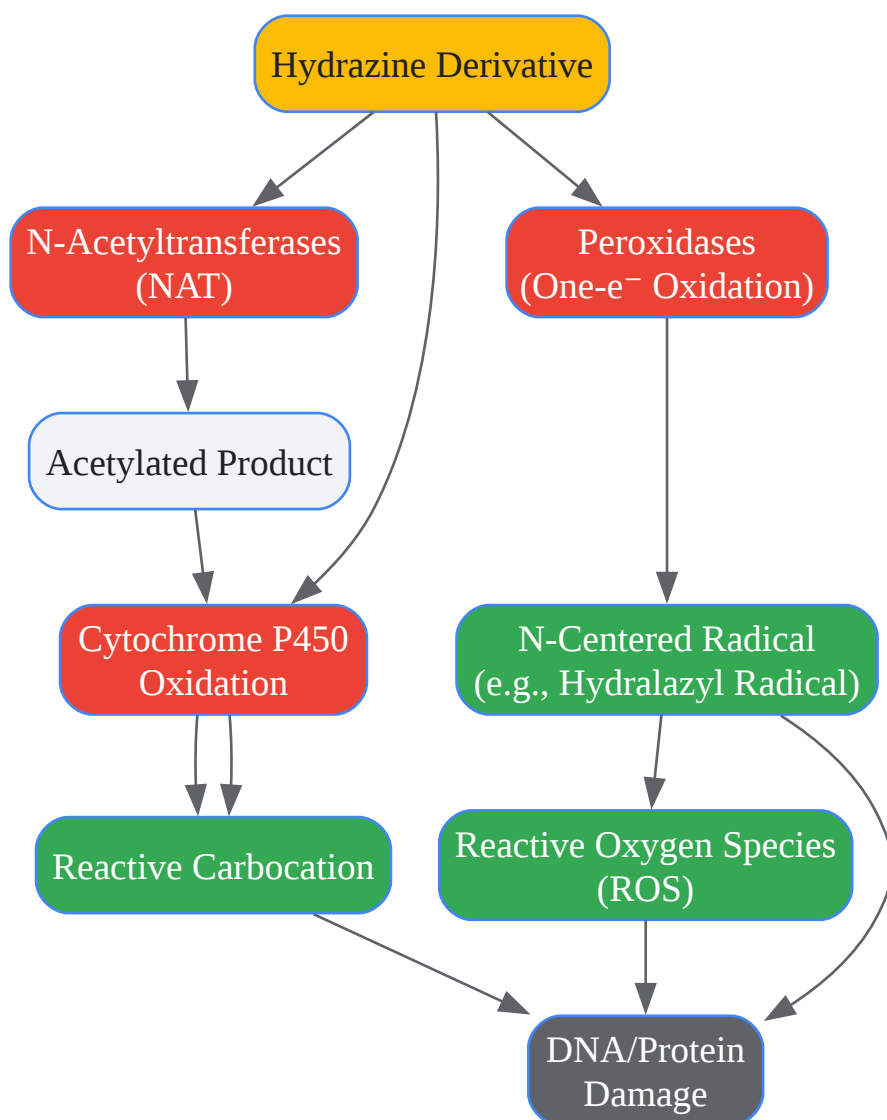 Hydrazine Derivative
N-Acetyltransferases
(NAT)
Peroxidases
(One-e⁻ Oxidation)
Acetylated Product
Cytochrome P450
Oxidation
N-Centered Radical
(e.g., Hydralazyl Radical)
Reactive Carbocation
Reactive Oxygen Species
(ROS)
DNA/Protein
Damage